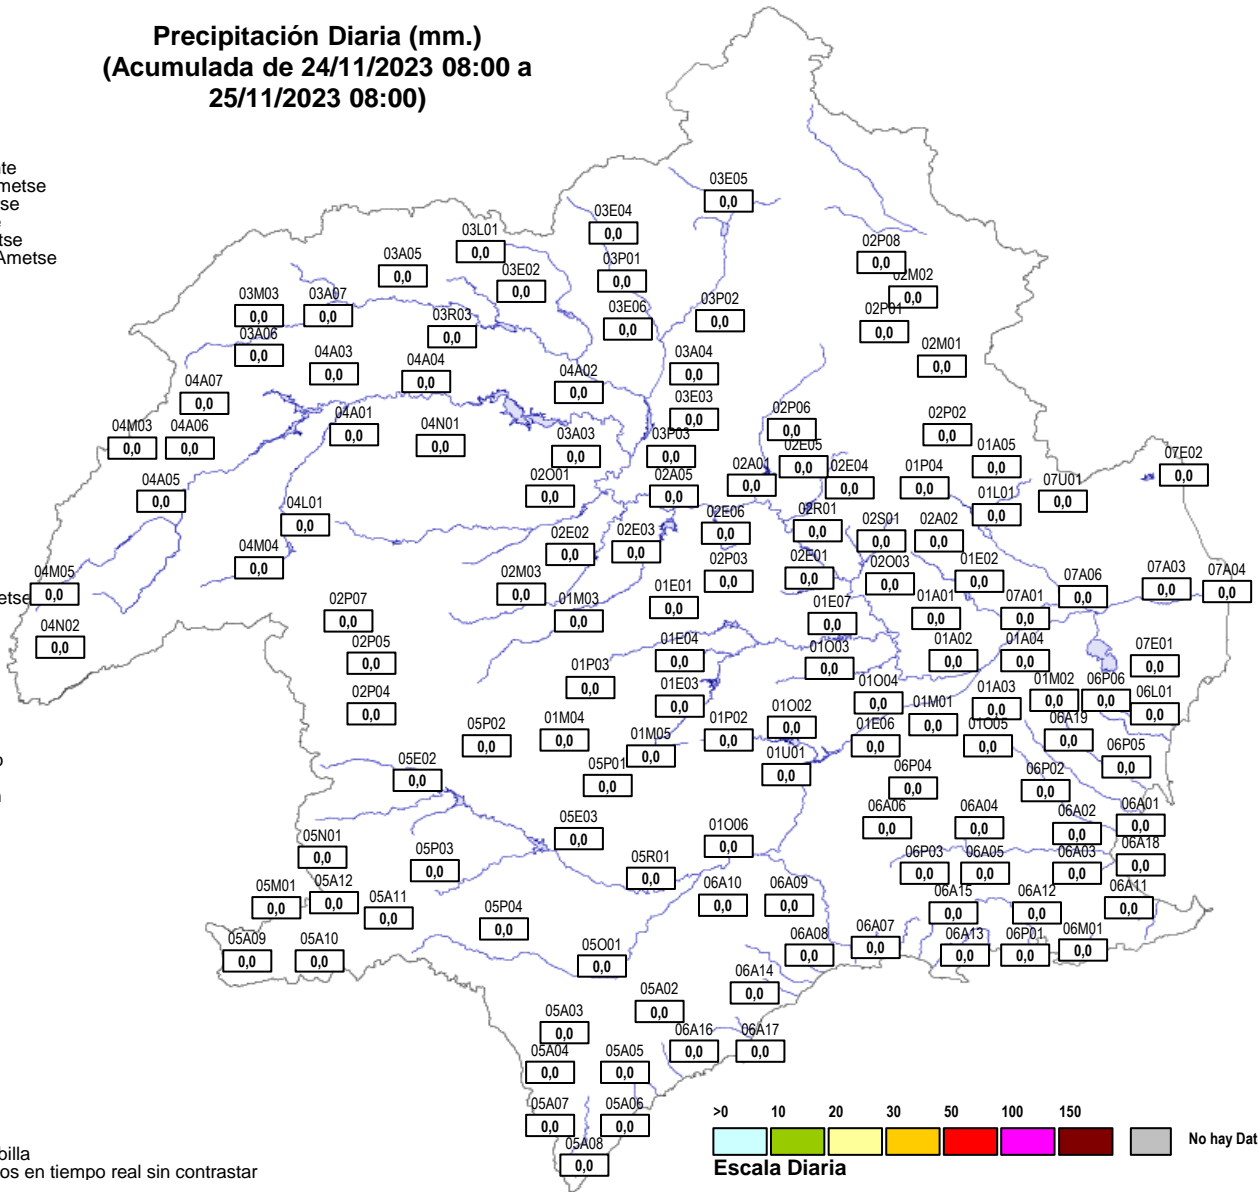 Precipitación Diaria (mm.)
(Acumulada de 24/11/2023 08:00 a
25/11/2023 08:00)
nte
metse
se
e
tse
Ametse
03E05
0,0
03E04
0,0
03L01
0,0
02P08
0,0
03A05
0,0
03P01
0,0
03E02
0,0
02M02
0,0
03M03
0,0
03A07
0,0
03P02
0,0
03E06
0,0
02P01
0,0
03R03
0,0
03A06
0,0
02M01
0,0
04A03
0,0
03A04
0,0
04A04
0,0
04A02
0,0
04A07
0,0
03E03
0,0
02P06
0,0
04A01
0,0
02P02
0,0
04M03
0,0
04A06
0,0
04N01
0,0
03A03
0,0
03P03
0,0
02E05
0,0
01A05
0,0
07E02
0,0
02O01
0,0
02A05
0,0
02A01
0,0
02E04
0,0
01P04
0,0
07U01
0,0
04A05
0,0
01L01
0,0
04L01
0,0
02R01
0,0
02E06
0,0
02S01
0,0
02A02
0,0
02E02
0,0
02E03
0,0
04M04
0,0
02P03
0,0
02E01
0,0
02O03
0,0
01E02
0,0
04M05
0,0
etse
02M03
0,0
07A06
0,0
07A03
0,0
07A04
0,0
01E01
0,0
02P07
0,0
01M03
0,0
01E07
0,0
01A01
0,0
07A01
0,0
04N02
0,0
02P05
0,0
01E04
0,0
01O03
0,0
01A02
0,0
01A04
0,0
07E01
0,0
01P03
0,0
01E03
0,0
01O04
0,0
01M02
0,0
06P06
0,0
02P04
0,0
01A03
0,0
06L01
0,0
01O02
0,0
01M01
0,0
05P02
0,0
01M04
0,0
01P02
0,0
01E06
0,0
01O05
0,0
06A19
0,0
01M05
0,0
o
05E02
0,0
01U01
0,0
06P05
0,0
05P01
0,0
06P04
0,0
06P02
0,0
05E03
0,0
06A06
0,0
06A04
0,0
06A02
0,0
06A01
0,0
01O06
0,0
05N01
0,0
05P03
0,0
05R01
0,0
06P03
0,0
06A05
0,0
06A03
0,0
06A18
0,0
05M01
0,0
05A12
0,0
05A11
0,0
06A10
0,0
06A09
0,0
06A15
0,0
06A12
0,0
06A11
0,0
05P04
0,0
05A09
0,0
05A10
0,0
05O01
0,0
06A08
0,0
06A07
0,0
06A13
0,0
06P01
0,0
06M01
0,0
06A14
0,0
05A02
0,0
05A03
0,0
06A16
0,0
06A17
0,0
05A04
0,0
05A05
0,0
05A07
0,0
05A06
0,0
05A08
0,0
>0 10 20 30 50 100 150
No hay Dat
Escala Diaria
billa
os en tiempo real sin contrastar